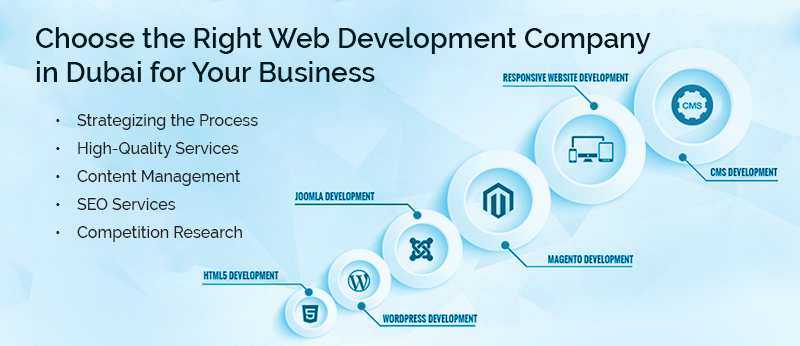 Choose the Right Web Development Company
in Dubai for Your Business
• Strategizing the Process
• High-Quality Services
• Content Management
• SEO Services
• Competition Research
RESPONSIVE WEBSITE DEVELOPMENT
CMS
CMS DEVELOPMENT
JOOMLA DEVELOPMENT
MAGENTO DEVELOPMENT
HTML5 DEVELOPMENT
5
WORDPRESS DEVELOPMENT